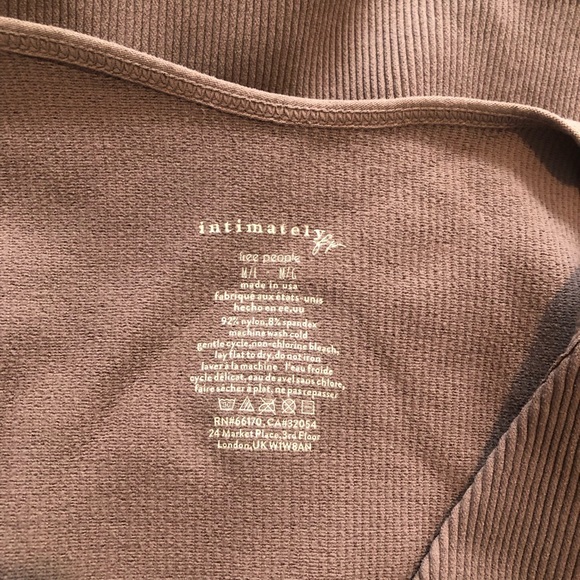 intimately
free people
M/L - M/L
made in usa
fabrique aux états-unis
hecho en ee.uu
92% nylon, 8% spandex
machine wash cold
gentle cycle, non-chlorine bleach,
lay flat to dry, do not iron
laver à la machine l'eau froide
cycle délicat, eau de avel sans chlore,
faire sécher à plat, ne pas repasser
RN#66170, CA#32054
24 Market Place, 3rd Floor
London, UK W1W8AN